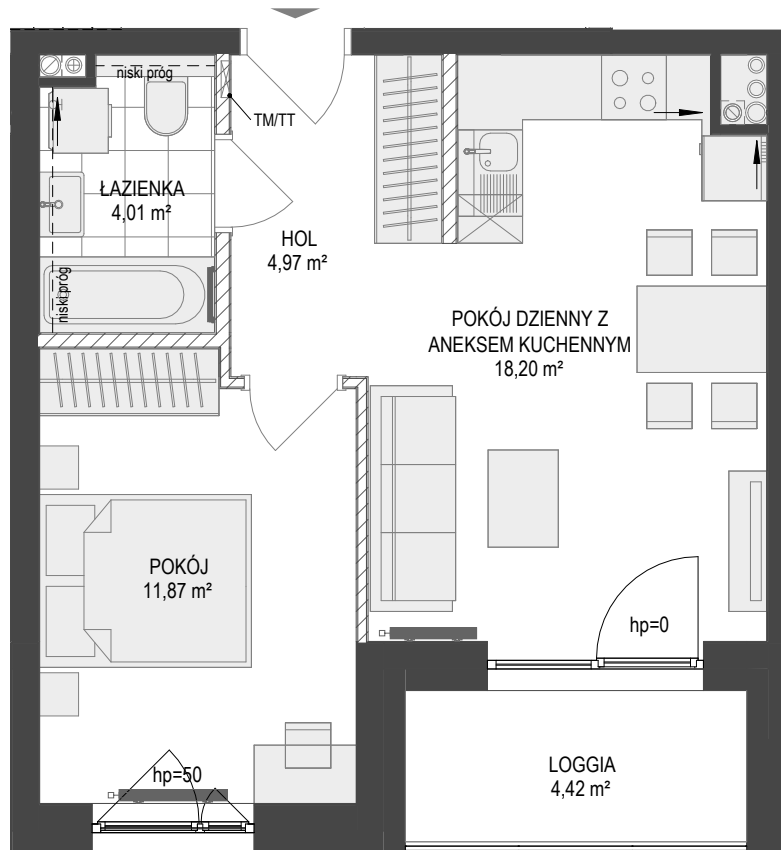 niski próg
TM/TT
ŁAZIENKA
4,01 m²
HOL
4,97 m²
niski próg
POKÓJ DZIENNY Z
ANEKSEM KUCHENNYM
18,20 m²
POKÓJ
11,87 m²
hp=0
hp=50
LOGGIA
4,42 m²